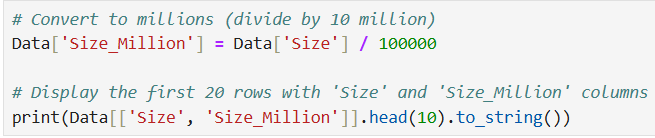 # Convert to millions (divide by 10 million)
Data['Size_Million'] = Data['Size'] / 100000
# Display the first 20 rows with 'Size' and 'Size_Million' columns
print(Data[['Size', 'Size_Million']].head(10).to_string())